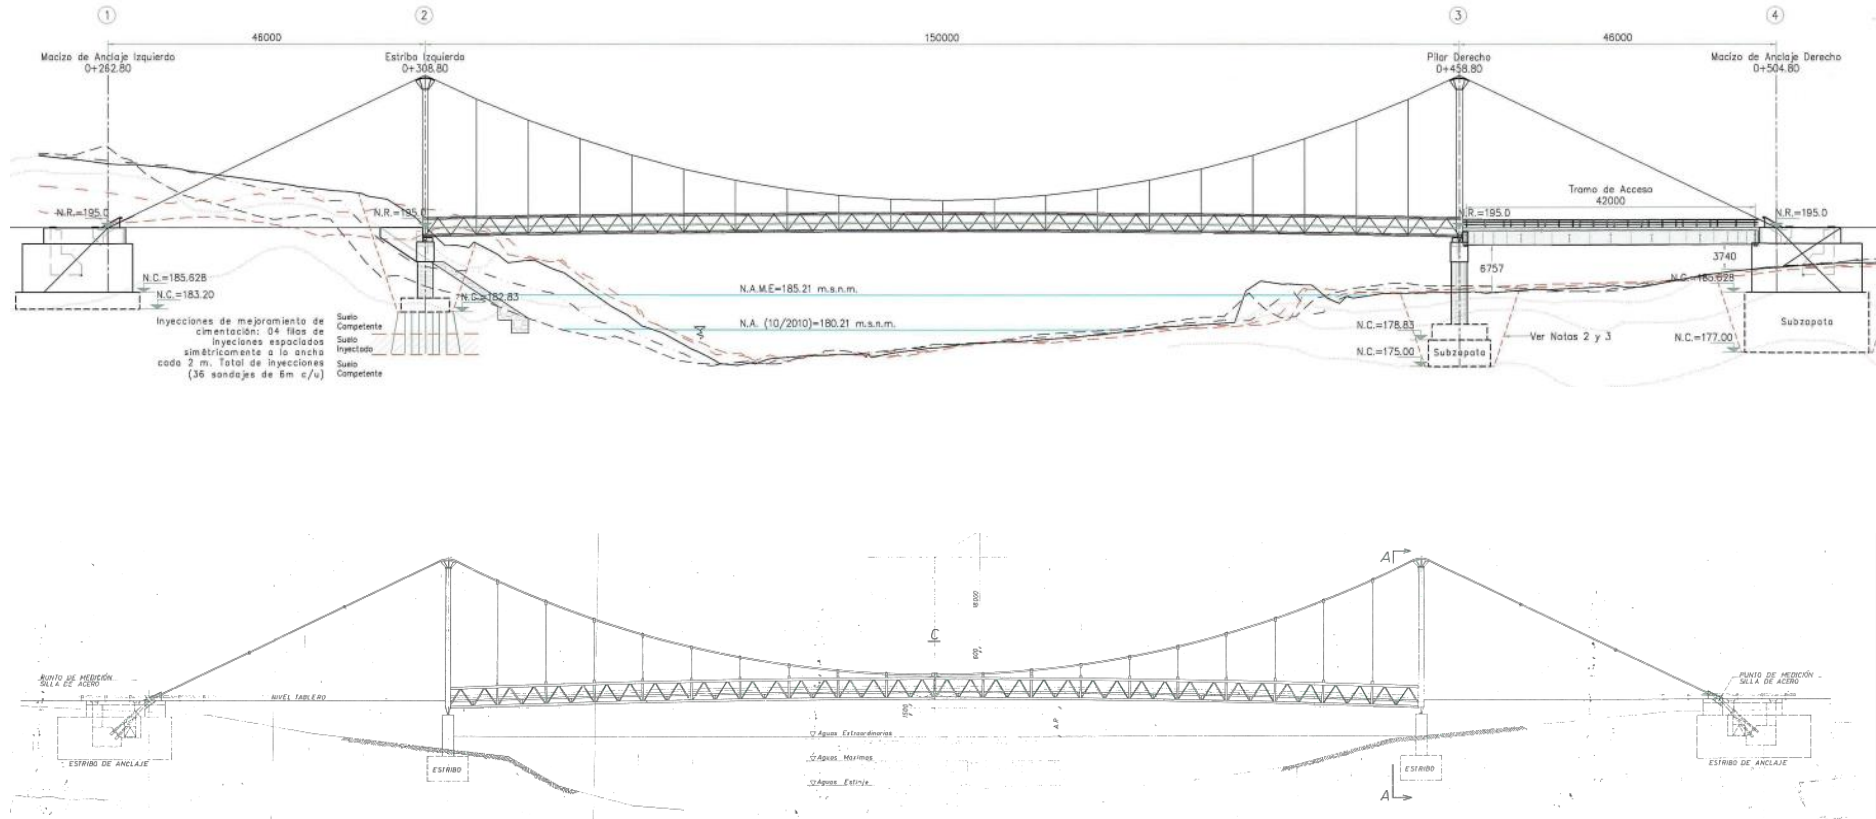 1
2
3
4
46000
150000
46000
Macizo de Anclaje Izquierdo
0+262.80
Estribo Izquierdo
0+308.80
Pilar Derecho
0+458.80
Macizo de Anclaje Derecho
0+504.80
N.R.=195.0
N.R.=195.0
N.R.=195.0
N.R.=195.0
Tramo de Acceso
42000
6757
3740
N.C.=185.628
N.C.=183.20
N.C.=182.83
N.A.M.E=185.21 m.s.n.m.
N.A. (10/2010)=180.21 m.s.n.m.
N.C.=185.628
N.C.=178.83
N.C.=175.00
Subzapata
Ver Notas 2 y 3
N.C.=177.00
Subzapata
Inyecciones de mejoramiento de
cimentación: 04 filas de
inyeciones espaciados
simétricamente a lo ancho
cada 2 m. Total de inyecciones
(36 sondajes de 6m c/u)
Suelo
Competente
Suelo
Inyectado
Suelo
Competente
A
18000
C
600
PUNTO DE MEDICIÓN
SILLA DE ACERO
NIVEL TABLERO
PUNTO DE MEDICIÓN
SILLA DE ACERO
1500
Aguas Extraordinarias
Aguas Maximas
Aguas Estiaje
ESTRIBO DE ANCLAJE
ESTRIBO
ESTRIBO
ESTRIBO DE ANCLAJE
A